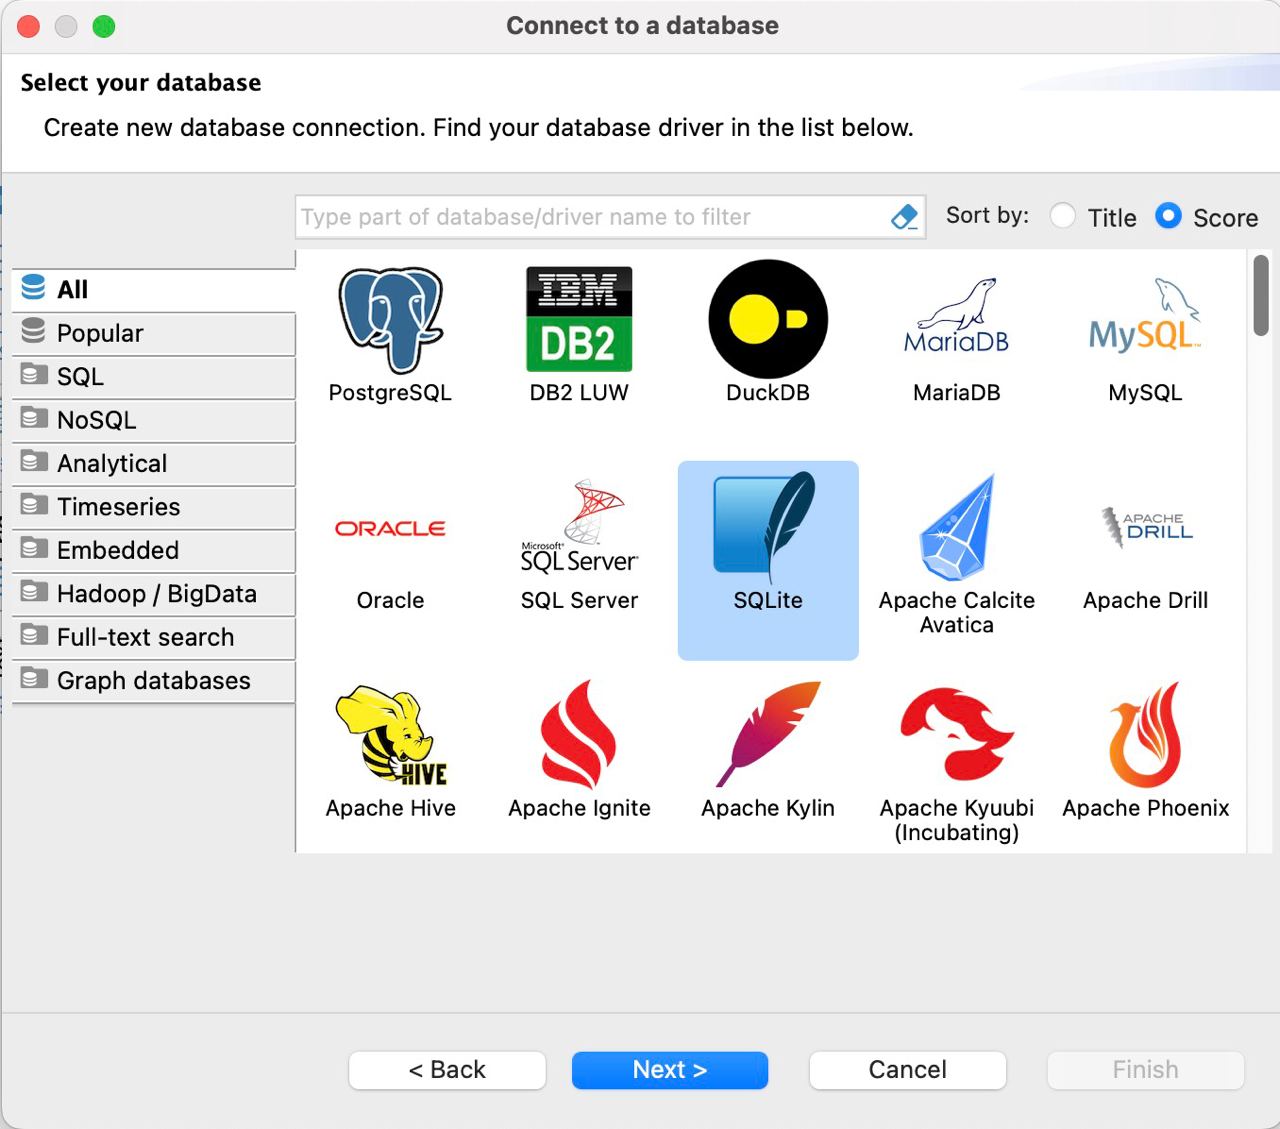 Connect to a database
Select your database
Create new database connection. Find your database driver in the list below.
Type part of database/driver name to filter
Sort by: Title Score
All
Popular
SQL
NoSQL
Analytical
Timeseries
Embedded
Hadoop / BigData
Full-text search
Graph databases
IBM
DB2
MariaDB
MySQL™
PostgreSQL
DB2 LUW
DuckDB
MariaDB
MySQL
ORACLE
Microsoft®
SQL Server®
APACHE
DRILL
Oracle
SQL Server
SQLite
Apache Calcite
Avatica
Apache Drill
HIVE
Apache Hive
Apache Ignite
Apache Kylin
Apache Kyuubi
(Incubating)
Apache Phoenix
< Back
Next >
Cancel
Finish